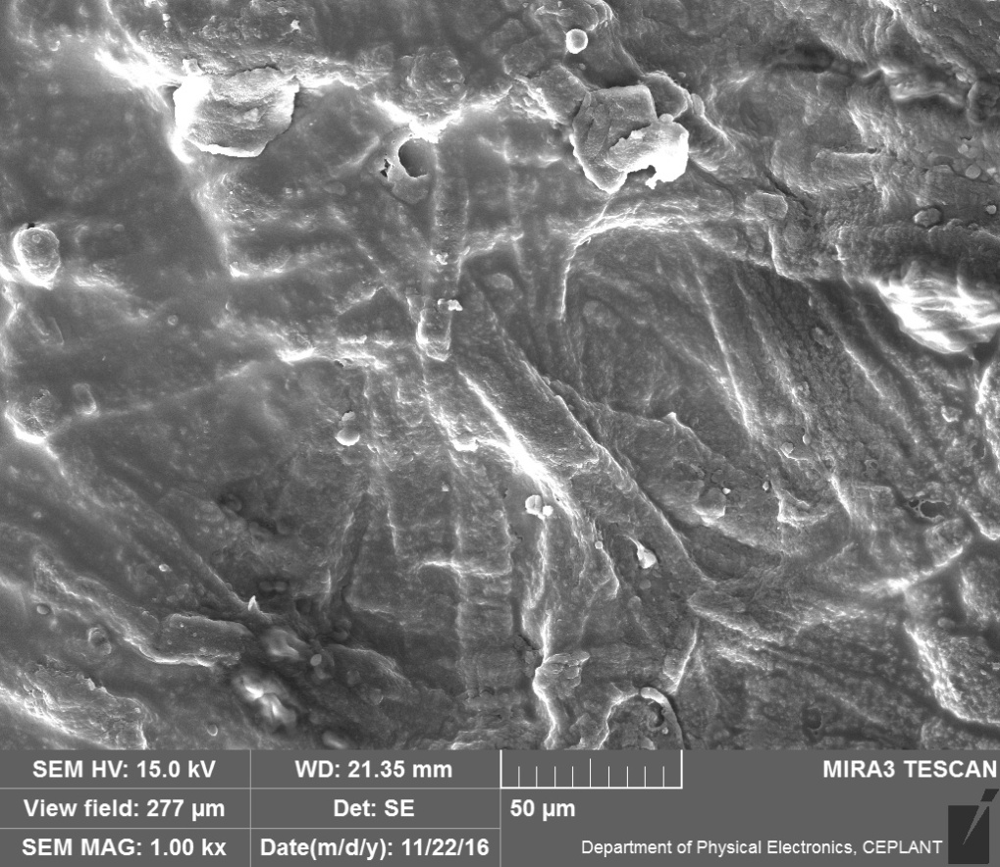 SEM HV: 15.0 kV WD: 21.35 mm MIRA3 TESCAN
View field: 277 µm Det: SE 50 µm
SEM MAG: 1.00 kx Date(m/d/y): 11/22/16 Department of Physical Electronics, CEPLANT